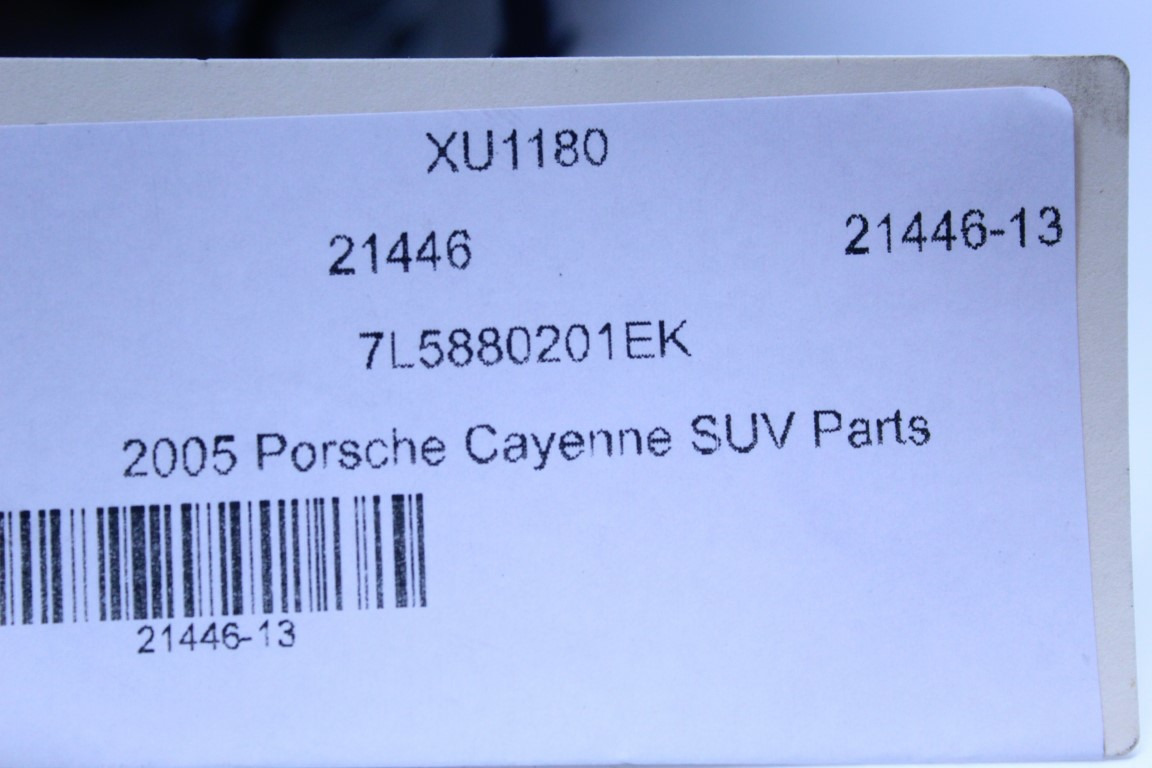 XU1180
21446 21446-13
7L5880201EK
2005 Porsche Cayenne SUV Parts
21446-13